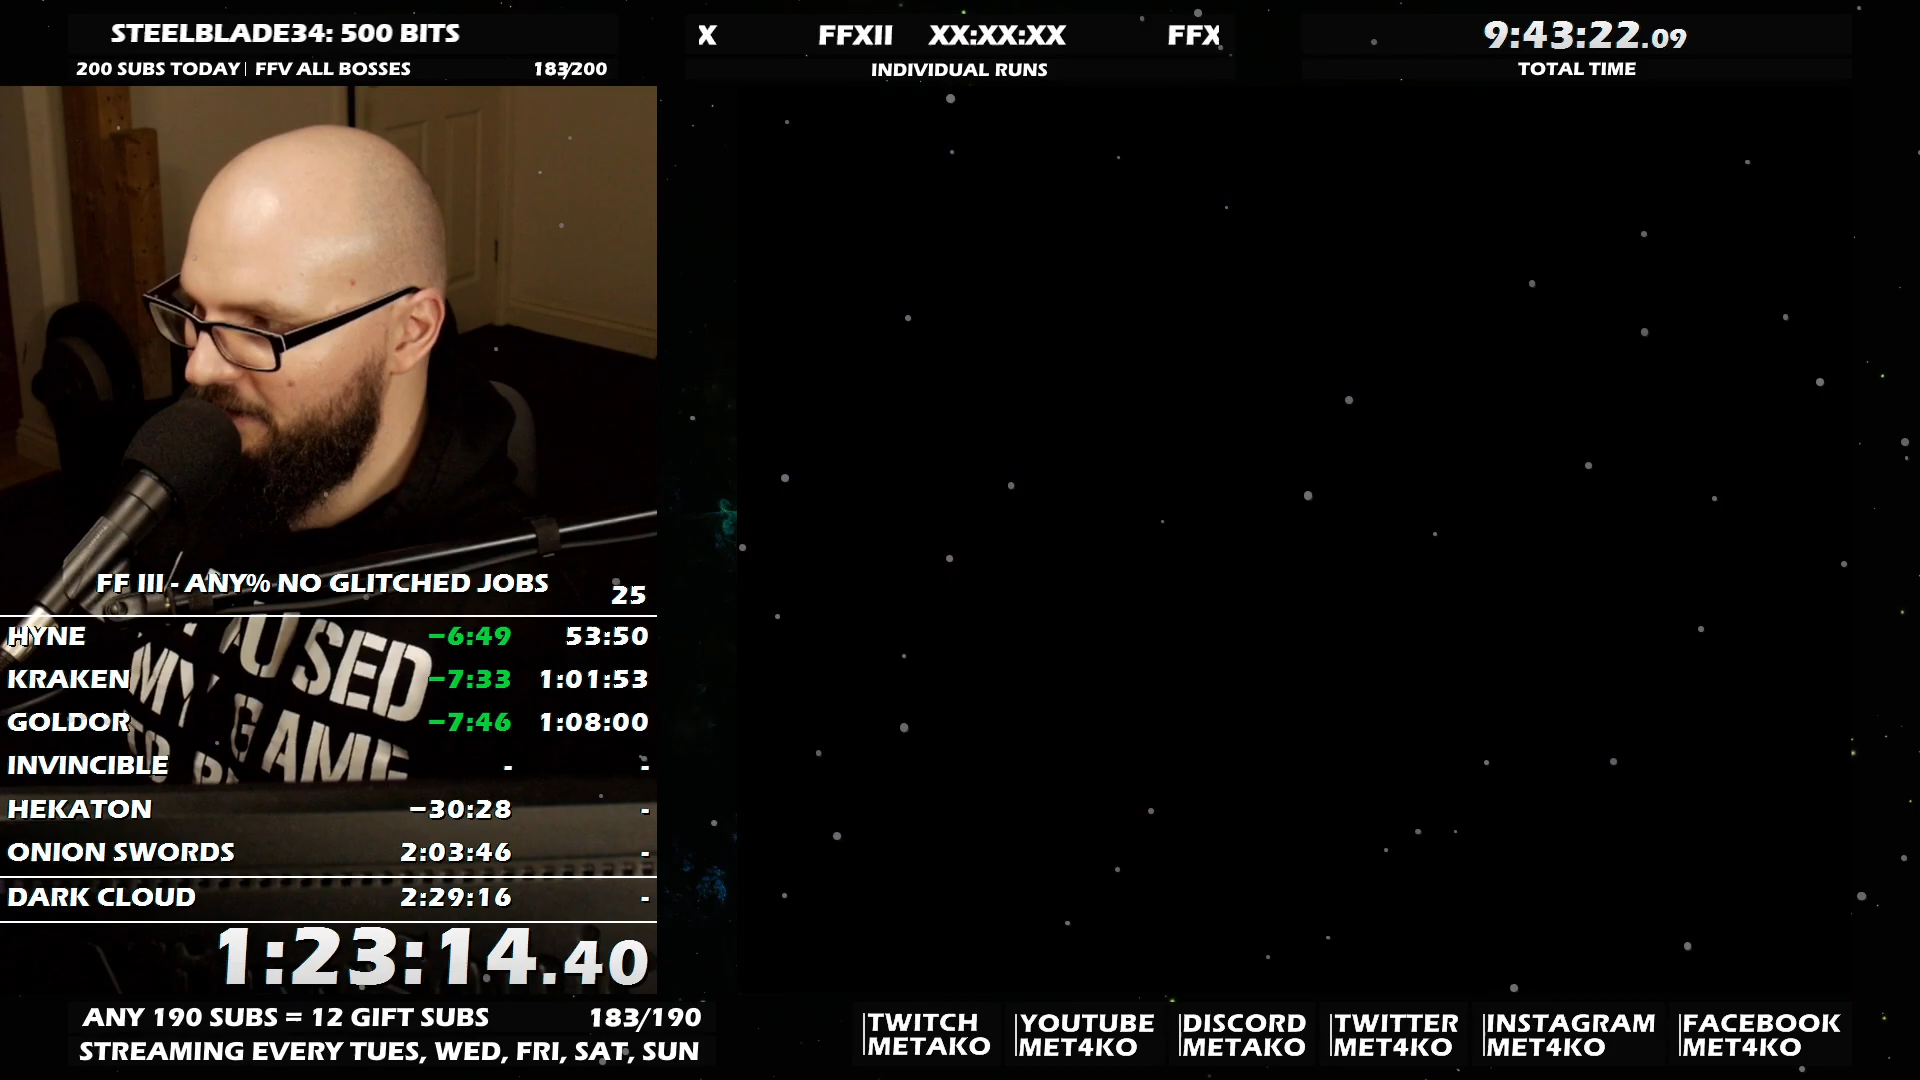 STEELBLADE34: 500 BITS
200 SUBS TODAY | FFV ALL BOSSES 183/200
X FFXII XX:XX:XX FFX
INDIVIDUAL RUNS
9:43:22.09
TOTAL TIME
FF III - ANY% NO GLITCHED JOBS 25
HYNE -6:49 53:50
KRAKEN -7:33 1:01:53
GOLDOR -7:46 1:08:00
INVINCIBLE - -
HEKATON -30:28 -
ONION SWORDS 2:03:46 -
DARK CLOUD 2:29:16 -
1:23:14.40
PAUSED
MY GAME
TO
ANY 190 SUBS = 12 GIFT SUBS 183/190
STREAMING EVERY TUES, WED, FRI, SAT, SUN
TWITCH
METAKO
YOUTUBE
MET4KO
DISCORD
METAKO
TWITTER
MET4KO
INSTAGRAM
MET4KO
FACEBOOK
MET4KO